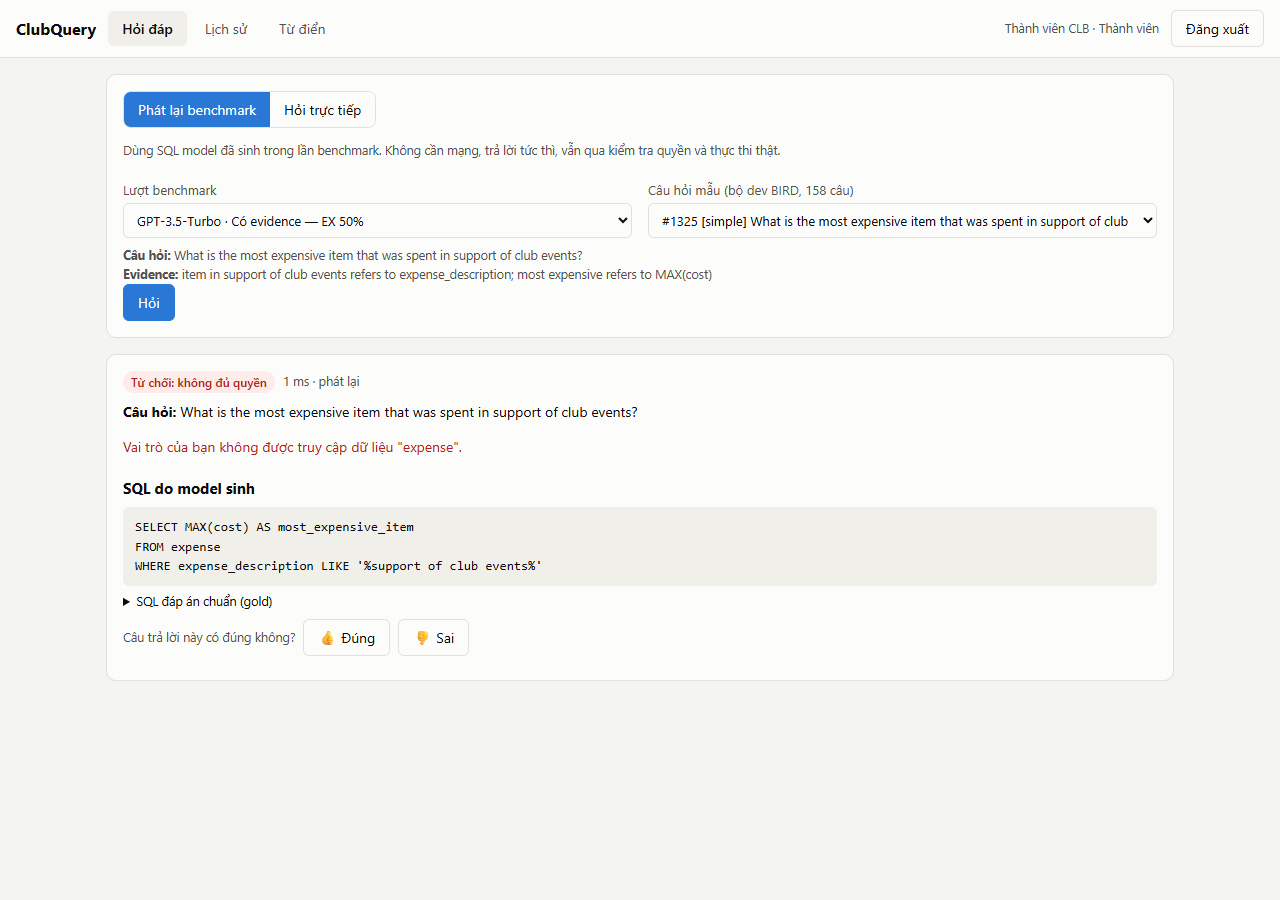 ClubQuery Hỏi đáp Lịch sử Từ điển Thành viên CLB · Thành viên Đăng xuất
Phát lại benchmark Hỏi trực tiếp
Dùng SQL model đã sinh trong lần benchmark. Không cần mạng, trả lời tức thì, vẫn qua kiểm tra quyền và thực thi thật.
Lượt benchmark Câu hỏi mẫu (bộ dev BIRD, 158 câu)
GPT-3.5-Turbo · Có evidence — EX 50% #1325 [simple] What is the most expensive item that was spent in support of club
Câu hỏi: What is the most expensive item that was spent in support of club events?
Evidence: item in support of club events refers to expense_description; most expensive refers to MAX(cost)
Hỏi
Từ chối: không đủ quyền 1 ms · phát lại
Câu hỏi: What is the most expensive item that was spent in support of club events?
Vai trò của bạn không được truy cập dữ liệu "expense".
SQL do model sinh
SELECT MAX(cost) AS most_expensive_item
FROM expense
WHERE expense_description LIKE '%support of club events%'
SQL đáp án chuẩn (gold)
Câu trả lời này có đúng không? 👍 Đúng 👎 Sai